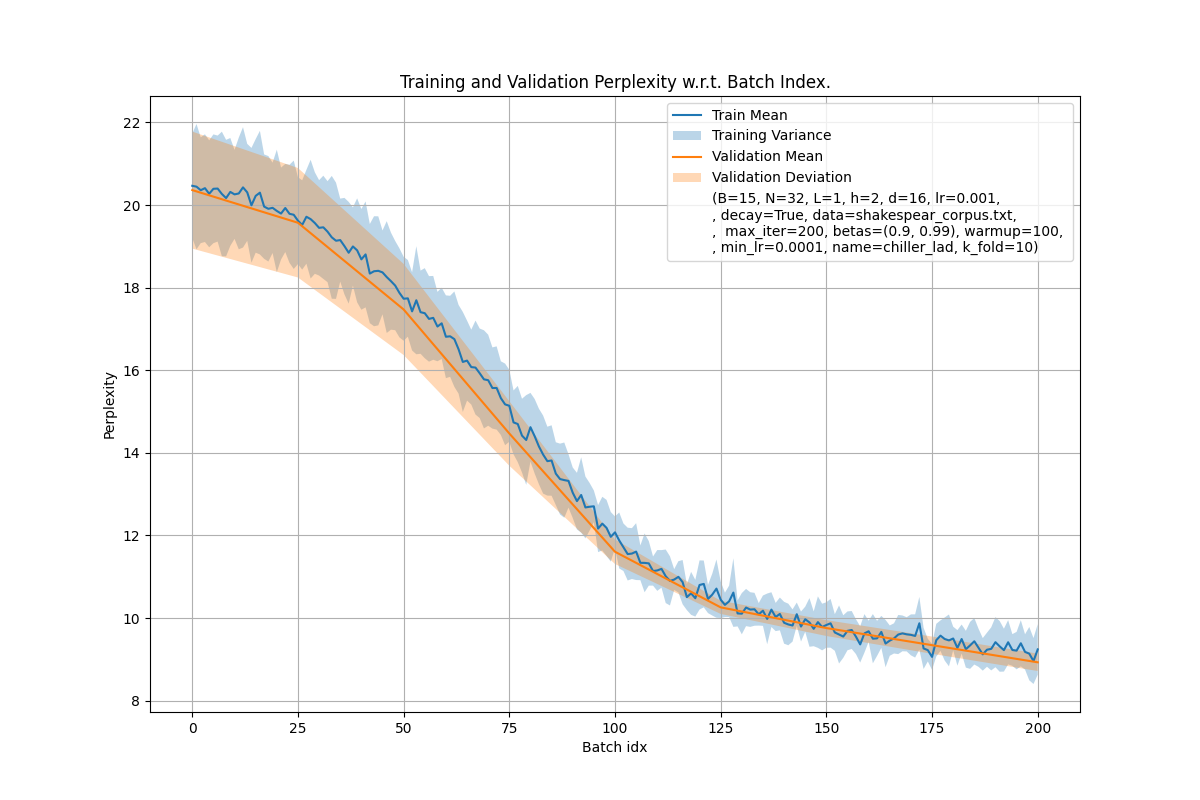 Training and Validation Perplexity w.r.t. Batch Index.
22
20
18
16
14
12
10
8
Perplexity
Train Mean
Training Variance
Validation Mean
Validation Deviation
(B=15, N=32, L=1, h=2, d=16, lr=0.001,
, decay=True, data=shakespear_corpus.txt,
,  max_iter=200, betas=(0.9, 0.99), warmup=100,
, min_lr=0.0001, name=chiller_lad, k_fold=10)
0 25 50 75 100 125 150 175 200
Batch idx